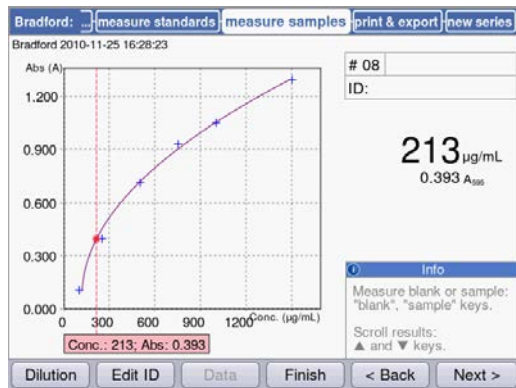 Bradford: ... measure standards measure samples print & export new series
Bradford 2010-11-25 16:28:23
Abs (A)
1.200
0.900
0.600
0.300
0.000
0 300 600 900 1200 Conc. (µg/mL)
Conc.: 213; Abs: 0.393
# 08
ID:
213 µg/mL
0.393 A595
Info
Measure blank or sample:
"blank", "sample" keys.
Scroll results:
▲ and ▼ keys.
Dilution Edit ID Data Finish < Back Next >